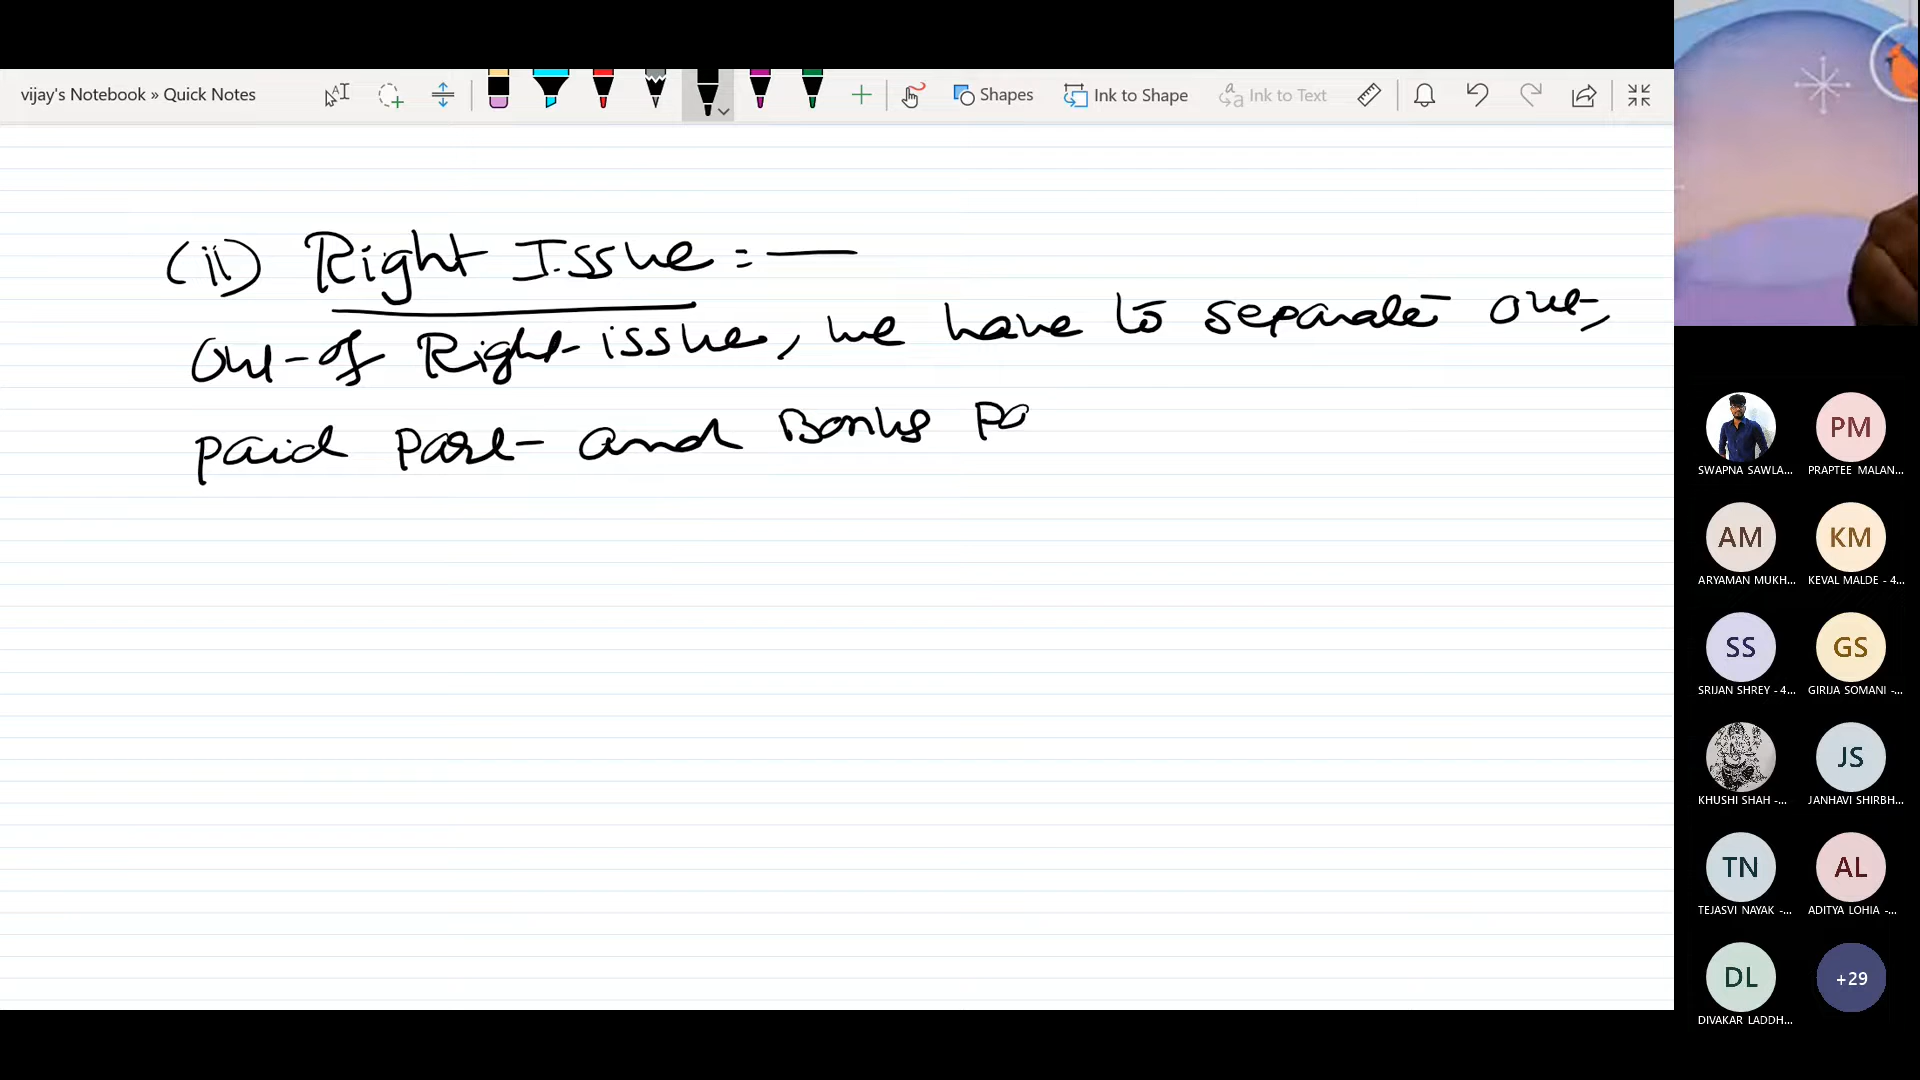 vijay's Notebook » Quick Notes
Shapes
Ink to Shape
Ink to Text
(ii) Right Issue :—
Out of Right issue, we have to separate out,
paid part and Bonus Pa
SWAPNA SAWLA...
PM
PRAPTEE MALAN...
AM
ARYAMAN MUKH...
KM
KEVAL MALDE - 4...
SS
SRIJAN SHREY - 4...
GS
GIRIJA SOMANI -...
KHUSHI SHAH -...
JS
JANHAVI SHIRBH...
TN
TEJASVI NAYAK -...
AL
ADITYA LOHIA -...
DL
DIVAKAR LADDH...
+29